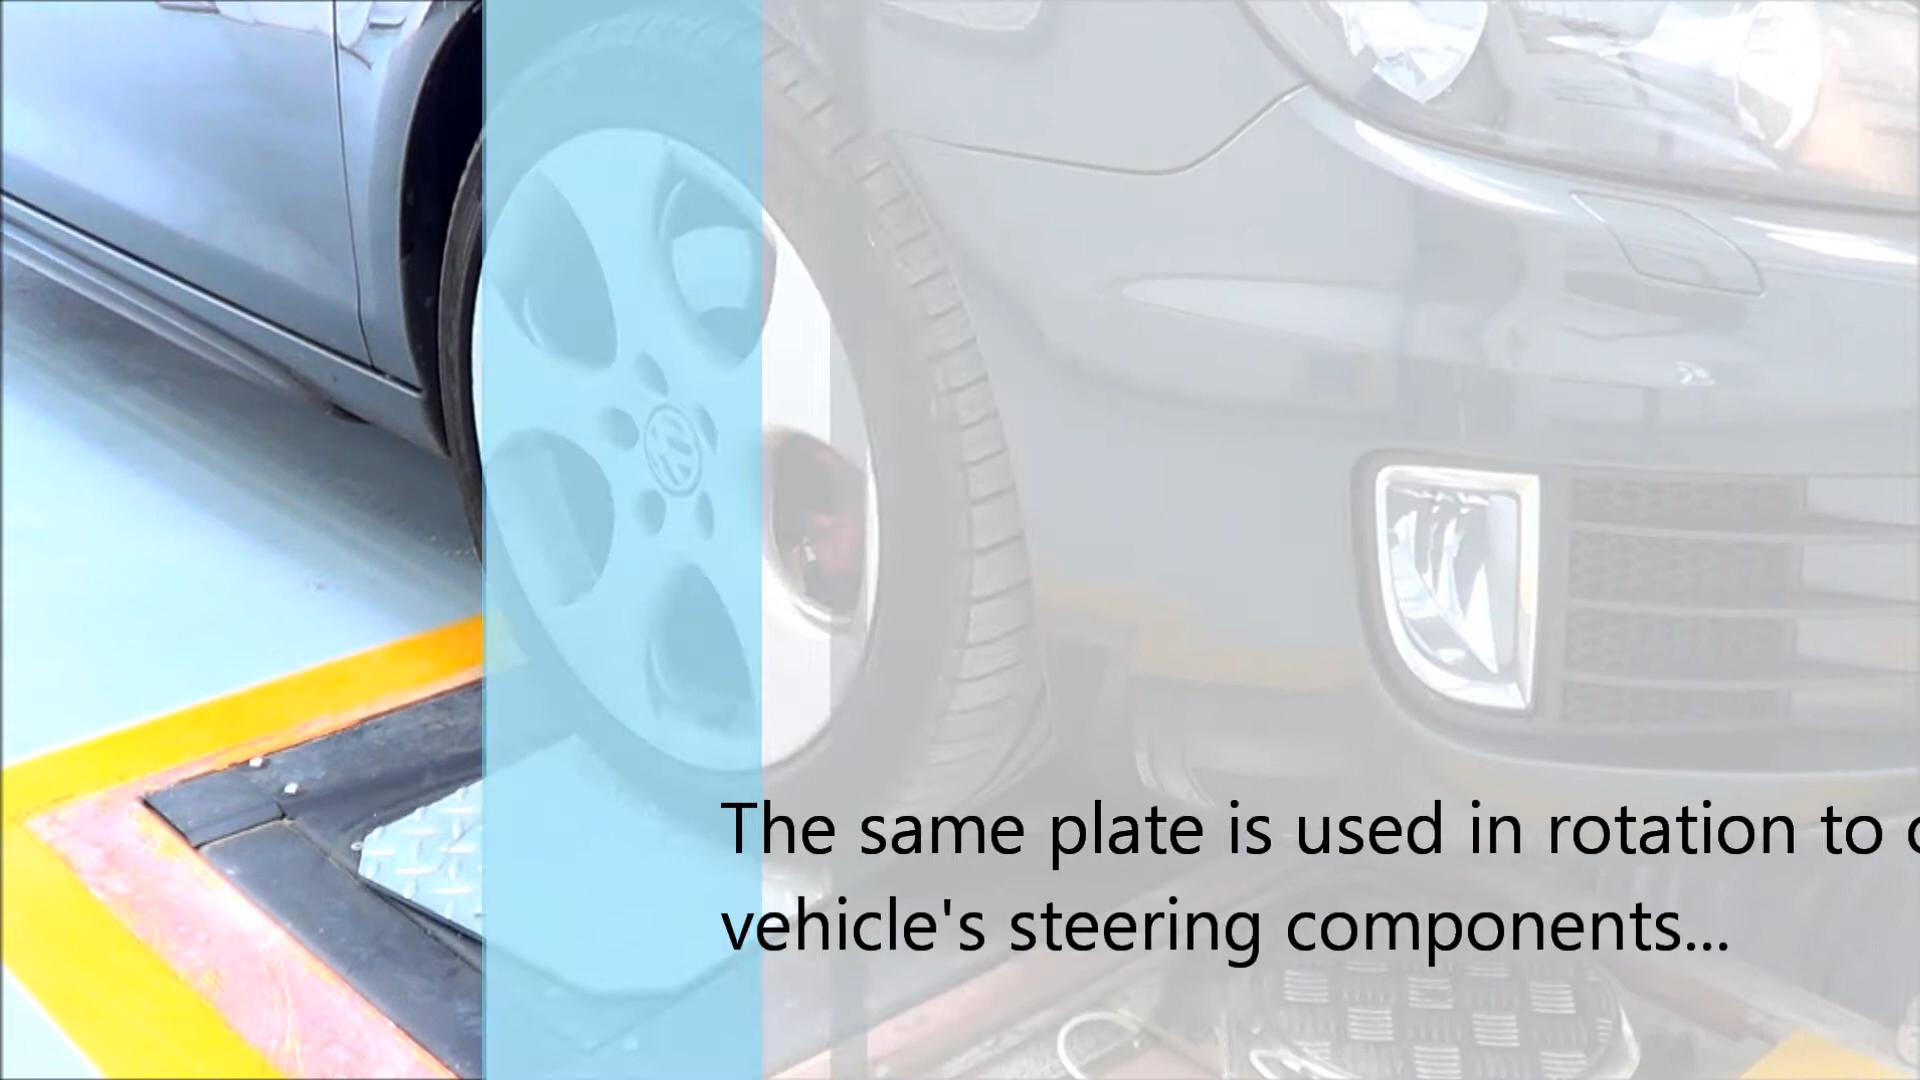 The same plate is used in rotation to
vehicle's steering components...